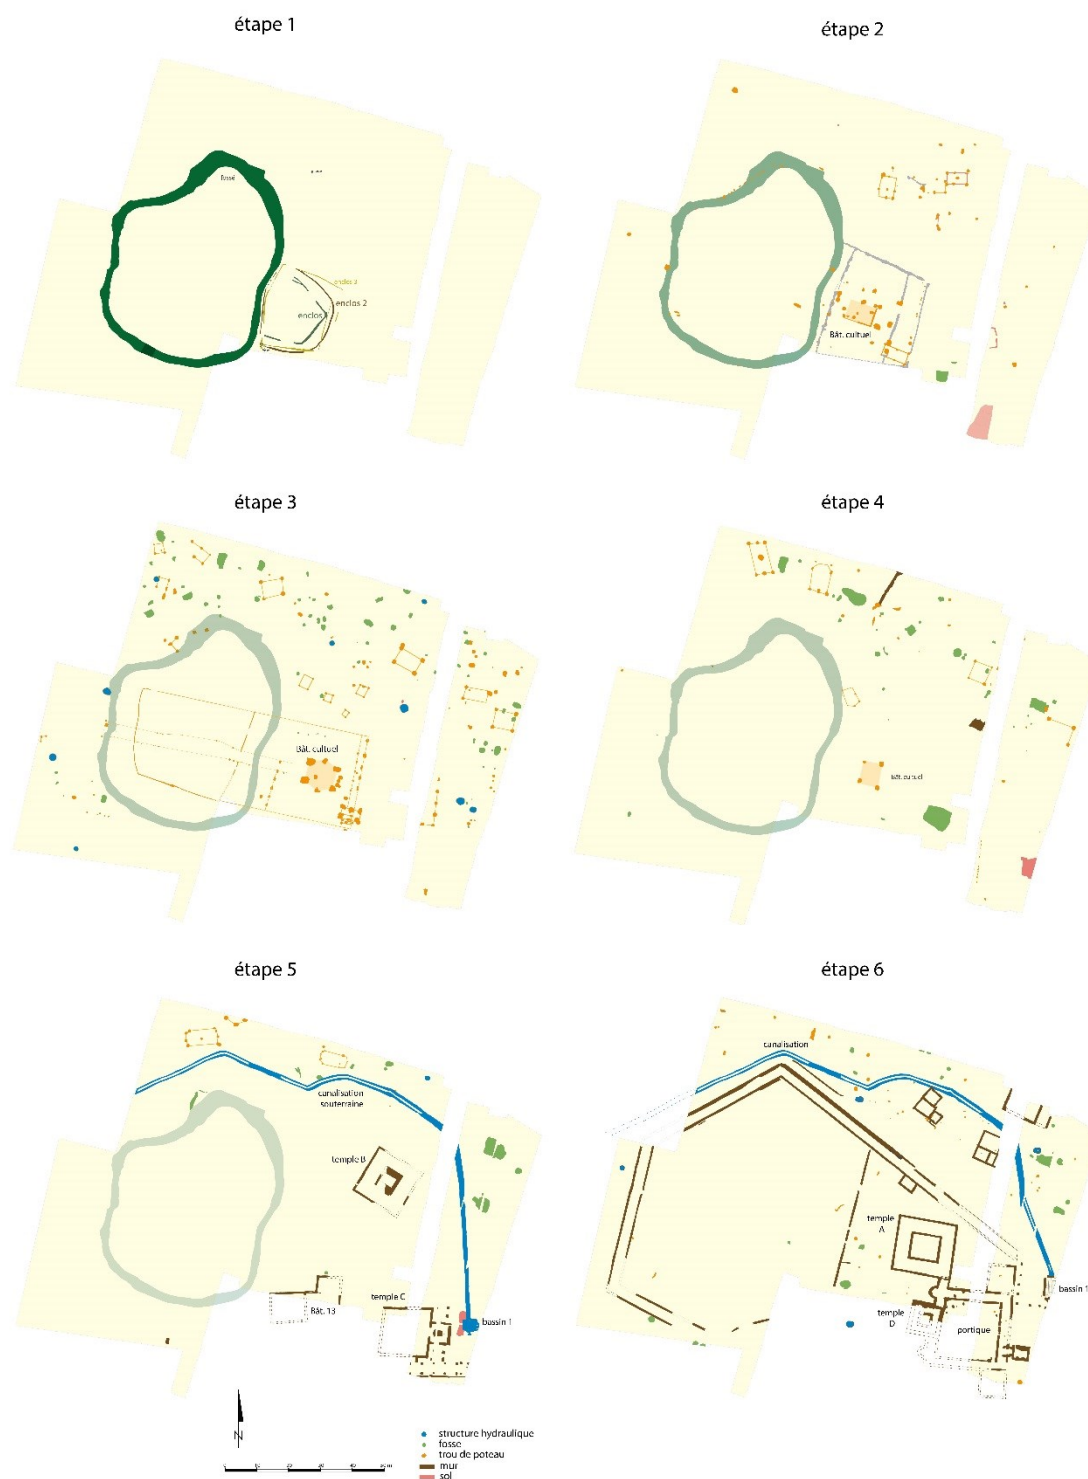 étape 1
étape 2
fossé
enclos 3
enclos 2
enclos
Bât. cultuel
étape 3
étape 4
Bât. cultuel
Bât. cultuel
étape 5
étape 6
canalisation
canalisation
souterraine
temple B
temple
A
temple C
bassin 1
Bât. 13
bassin 1
temple
D
portique
N
structure hydraulique
fosse
trou de poteau
mur
sol